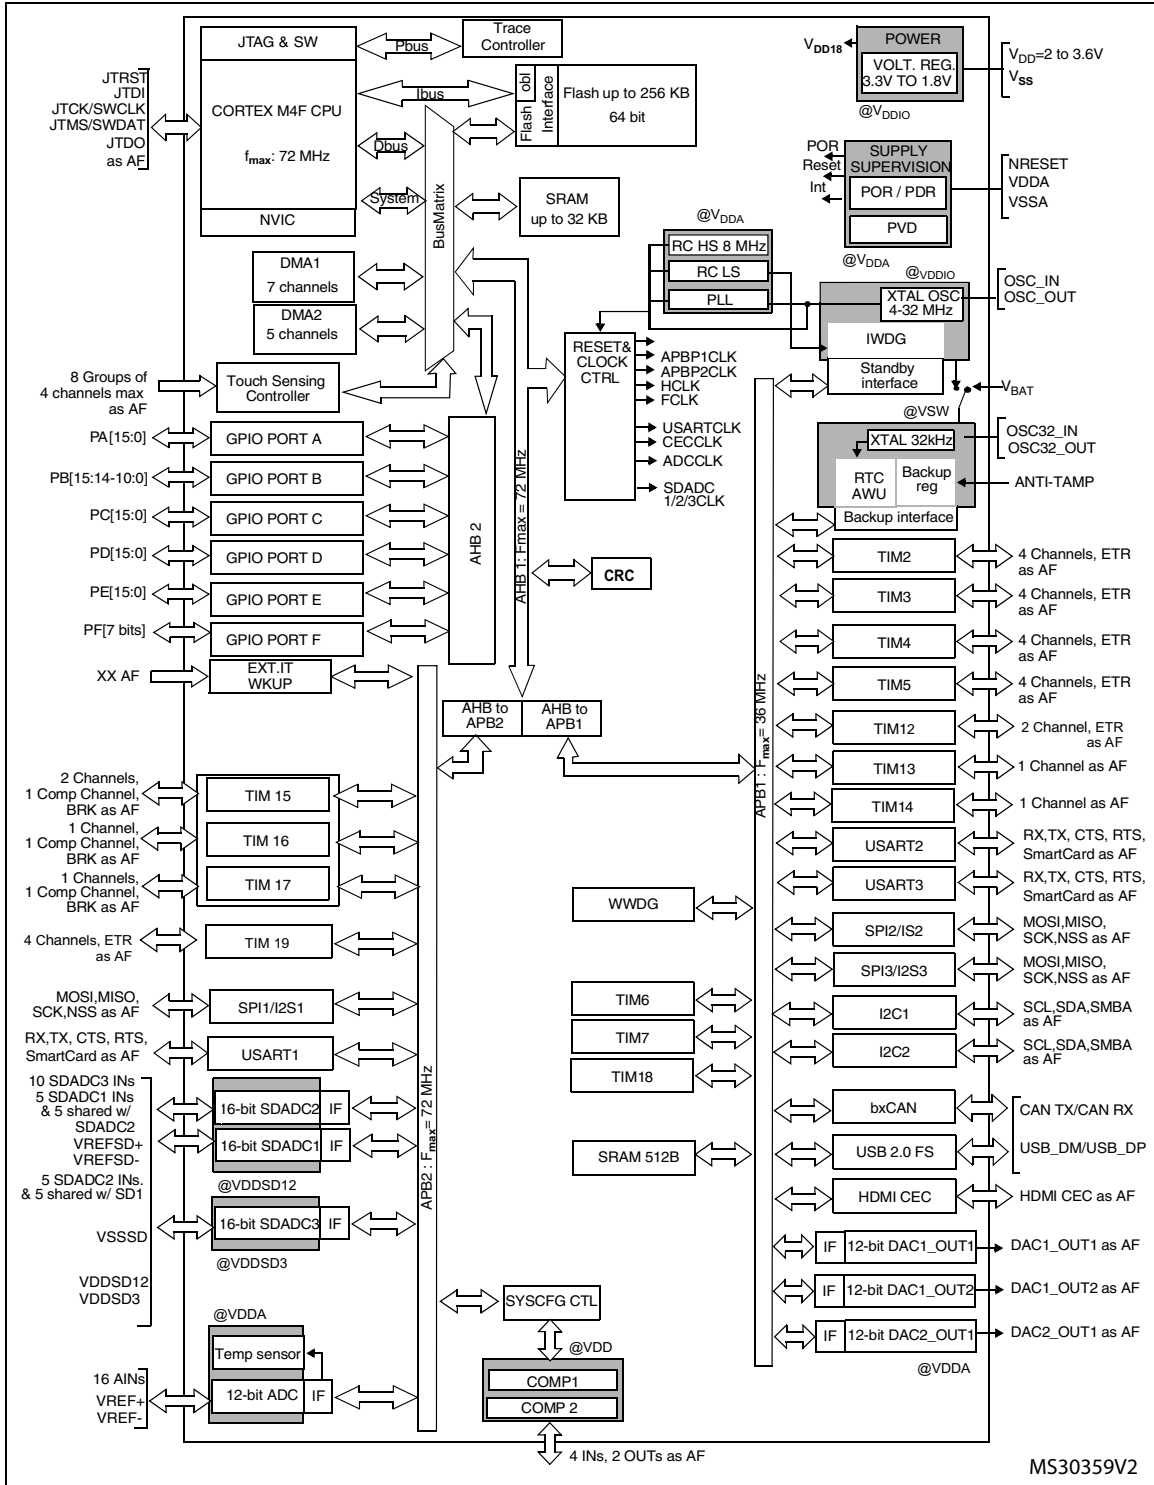 JTAG & SW
Pbus
Trace
Controller
JTRST
JTDI
JTCK/SWCLK
JTMS/SWDAT
JTDO
as AF
CORTEX M4F CPU
fmax: 72 MHz
NVIC
Ibus
Dbus
System
BusMatrix
Flash obl
Interface
Flash up to 256 KB
64 bit
SRAM
up to 32 KB
VDD18
POWER
VOLT. REG.
3.3V TO 1.8V
@VDDIO
VDD=2 to 3.6V
VSS
POR
Reset
Int
SUPPLY
SUPERVISION
POR / PDR
PVD
@VDDA
NRESET
VDDA
VSSA
@VDDA
RC HS 8 MHz
RC LS
PLL
@VDDIO
XTAL OSC
4-32 MHz
IWDG
Standby
interface
OSC_IN
OSC_OUT
VBAT
DMA1
7 channels
DMA2
5 channels
8 Groups of
4 channels max
as AF
Touch Sensing
Controller
RESET&
CLOCK
CTRL
APBP1CLK
APBP2CLK
HCLK
FCLK
USARTCLK
CECCLK
ADCCLK
SDADC
1/2/3CLK
@VSW
XTAL 32kHz
RTC
AWU
Backup
reg
Backup interface
OSC32_IN
OSC32_OUT
ANTI-TAMP
PA[15:0]
GPIO PORT A
PB[15:14-10:0]
GPIO PORT B
PC[15:0]
GPIO PORT C
PD[15:0]
GPIO PORT D
PE[15:0]
GPIO PORT E
PF[7 bits]
GPIO PORT F
AHB 2
AHB 1: Fmax = 72 MHz
CRC
XX AF
EXT.IT
WKUP
AHB to
APB2
AHB to
APB1
APB1 : Fmax= 36 MHz
TIM2
4 Channels, ETR
as AF
TIM3
4 Channels, ETR
as AF
TIM4
4 Channels, ETR
as AF
TIM5
4 Channels, ETR
as AF
TIM12
2 Channel, ETR
as AF
TIM13
1 Channel as AF
TIM14
1 Channel as AF
USART2
RX,TX, CTS, RTS,
SmartCard as AF
USART3
RX,TX, CTS, RTS,
SmartCard as AF
SPI2/IS2
MOSI,MISO,
SCK,NSS as AF
SPI3/I2S3
MOSI,MISO,
SCK,NSS as AF
I2C1
SCL,SDA,SMBA
as AF
I2C2
SCL,SDA,SMBA
as AF
bxCAN
CAN TX/CAN RX
USB 2.0 FS
USB_DM/USB_DP
HDMI CEC
HDMI CEC as AF
IF
12-bit DAC1_OUT1
DAC1_OUT1 as AF
IF
12-bit DAC1_OUT2
DAC1_OUT2 as AF
IF
12-bit DAC2_OUT1
DAC2_OUT1 as AF
@VDDA
2 Channels,
1 Comp Channel,
BRK as AF
TIM 15
1 Channel,
1 Comp Channel,
BRK as AF
TIM 16
1 Channels,
1 Comp Channel,
BRK as AF
TIM 17
4 Channels, ETR
as AF
TIM 19
MOSI,MISO,
SCK,NSS as AF
SPI1/I2S1
RX,TX, CTS, RTS,
SmartCard as AF
USART1
WWDG
TIM6
TIM7
TIM18
SRAM 512B
APB2 : Fmax= 72 MHz
10 SDADC3 INs
5 SDADC1 INs
& 5 shared w/
SDADC2
VREFSD+
VREFSD-
5 SDADC2 INs.
& 5 shared w/ SD1
VSSSD
VDDSD12
VDDSD3
16-bit SDADC2
IF
16-bit SDADC1
IF
@VDDSD12
16-bit SDADC3
IF
@VDDSD3
@VDDA
Temp sensor
12-bit ADC
IF
16 AINs
VREF+
VREF-
SYSCFG CTL
@VDD
COMP1
COMP 2
4 INs, 2 OUTs as AF
MS30359V2